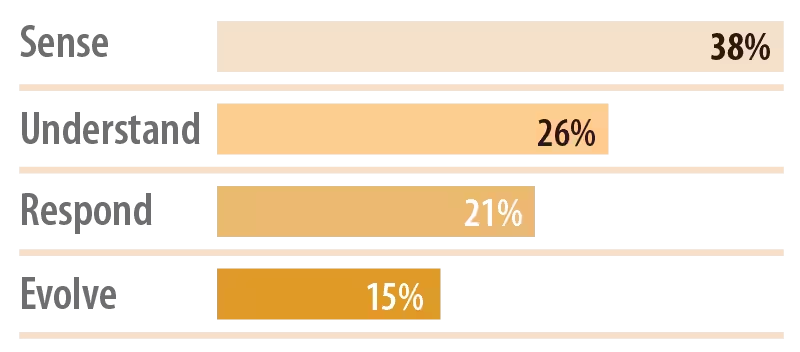 Sense 38%
Understand 26%
Respond 21%
Evolve 15%